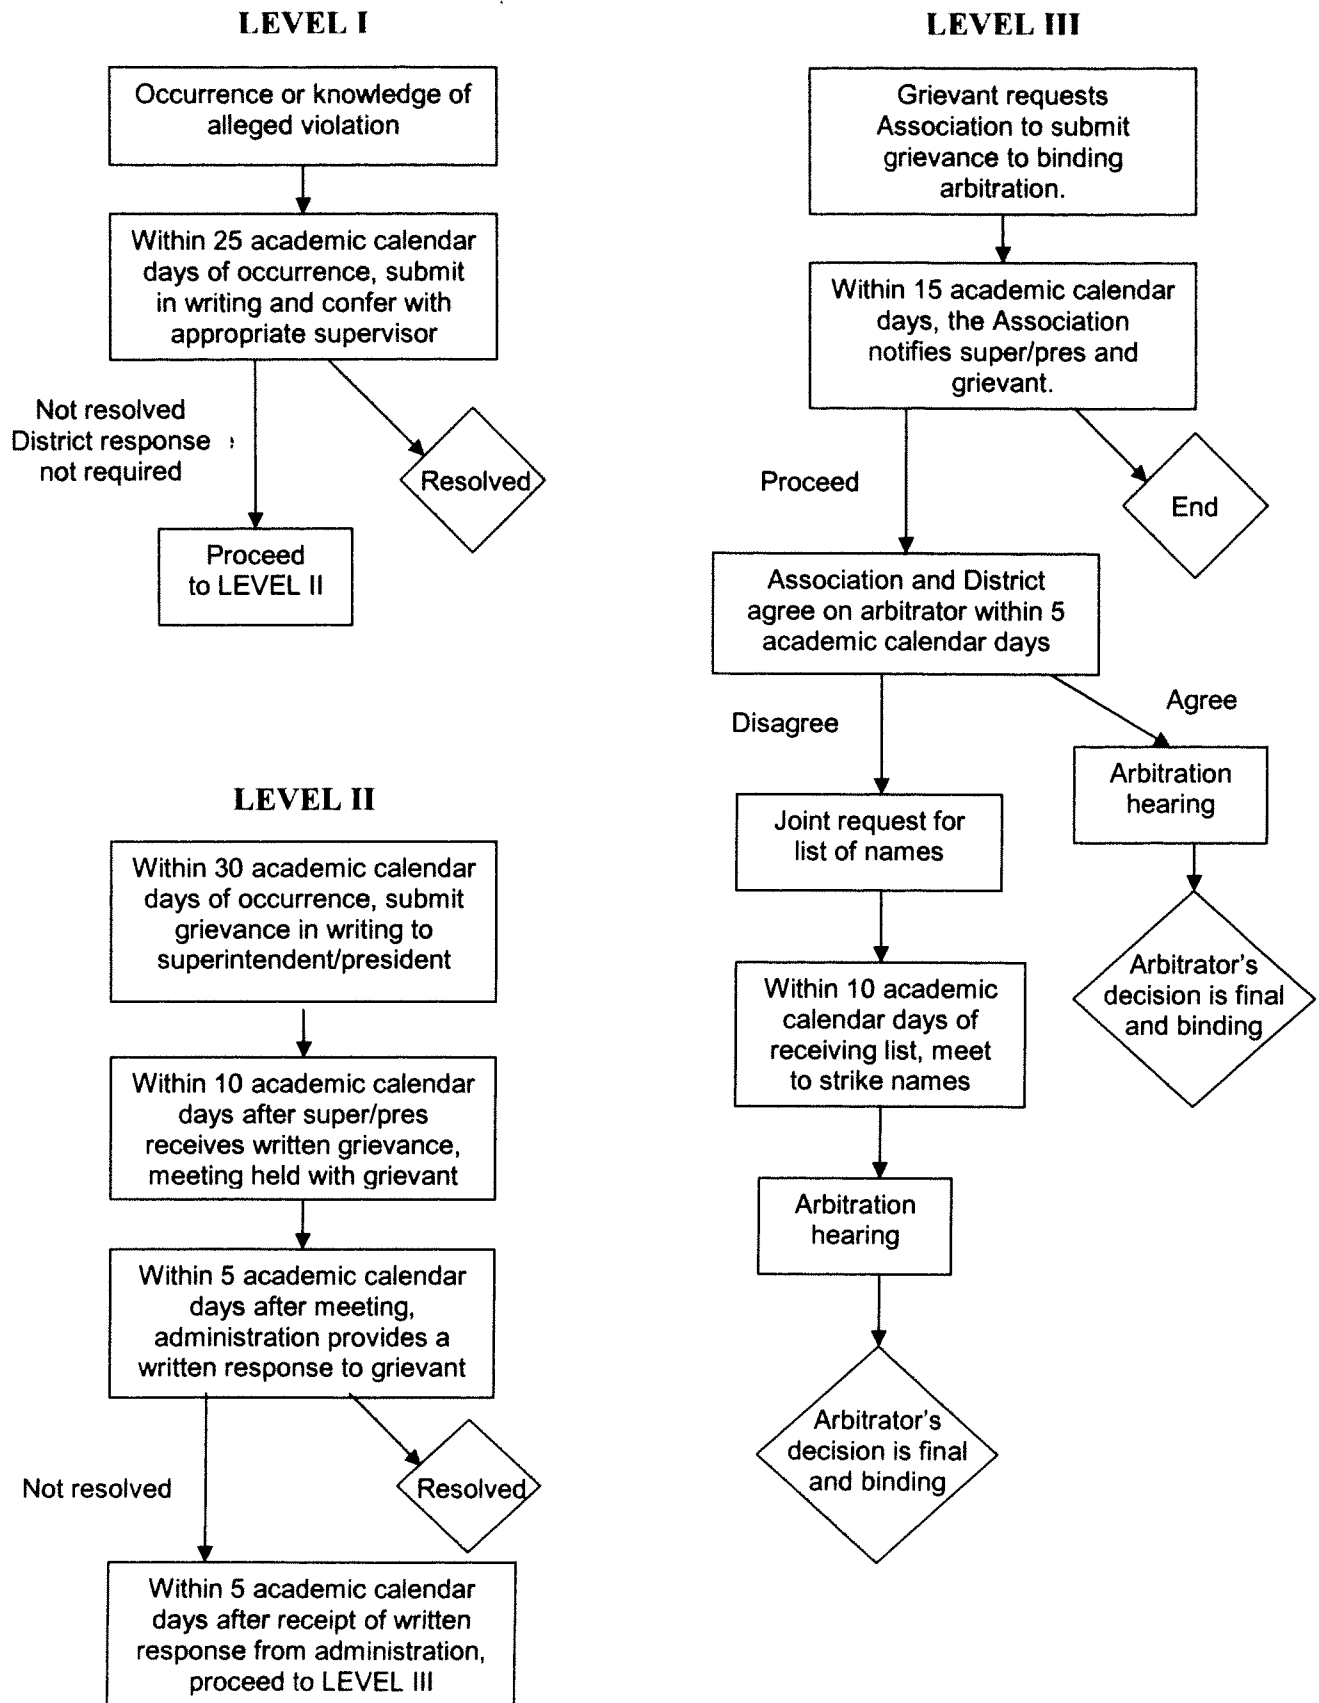 LEVEL I
Occurrence or knowledge of
alleged violation
Within 25 academic calendar
days of occurrence, submit
in writing and confer with
appropriate supervisor
Not resolved
District response
not required
Resolved
Proceed
to LEVEL II
LEVEL II
Within 30 academic calendar
days of occurrence, submit
grievance in writing to
superintendent/president
Within 10 academic calendar
days after super/pres
receives written grievance,
meeting held with grievant
Within 5 academic calendar
days after meeting,
administration provides a
written response to grievant
Not resolved
Resolved
Within 5 academic calendar
days after receipt of written
response from administration,
proceed to LEVEL III
LEVEL III
Grievant requests
Association to submit
grievance to binding
arbitration.
Within 15 academic calendar
days, the Association
notifies super/pres and
grievant.
Proceed
End
Association and District
agree on arbitrator within 5
academic calendar days
Disagree
Agree
Arbitration
hearing
Arbitrator's
decision is final
and binding
Joint request for
list of names
Within 10 academic
calendar days of
receiving list, meet
to strike names
Arbitration
hearing
Arbitrator's
decision is final
and binding